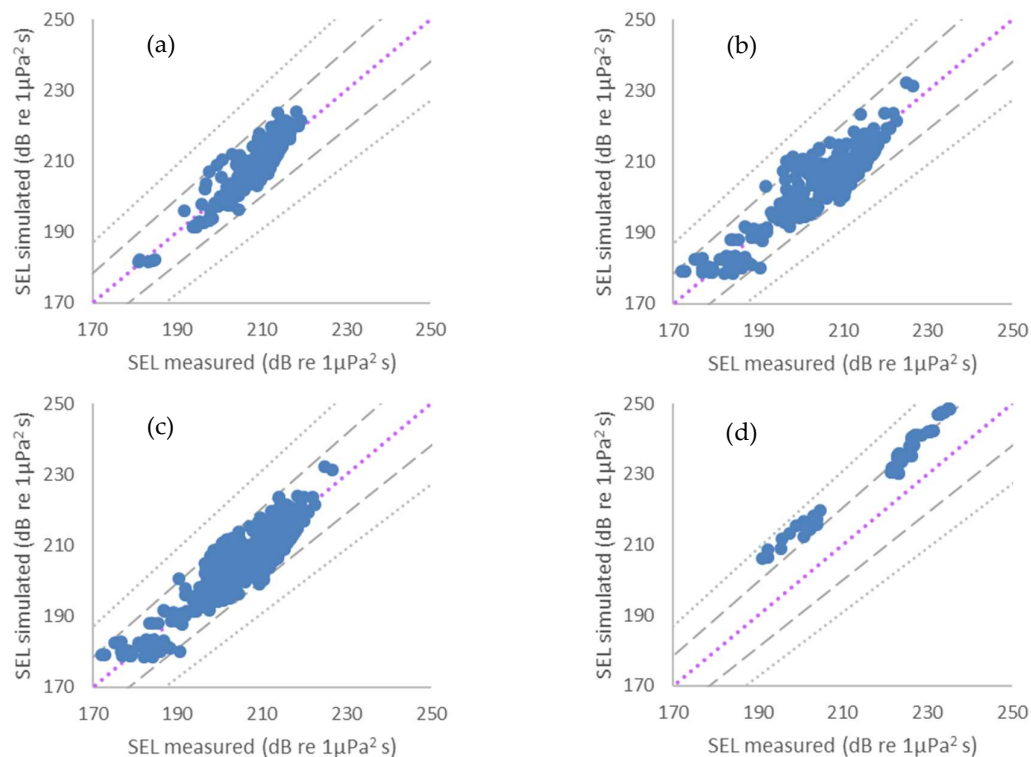 (a)
250
230
210
190
170
SEL simulated (dB re 1µPa² s)
170 190 210 230 250
SEL measured (dB re 1µPa² s)
(b)
250
230
210
190
170
SEL simulated (dB re 1µPa² s)
170 190 210 230 250
SEL measured (dB re 1µPa² s)
(c)
250
230
210
190
170
SEL simulated (dB re 1µPa² s)
170 190 210 230 250
SEL measured (dB re 1µPa² s)
(d)
250
230
210
190
170
SEL simulated (dB re 1µPa² s)
170 190 210 230 250
SEL measured (dB re 1µPa² s)